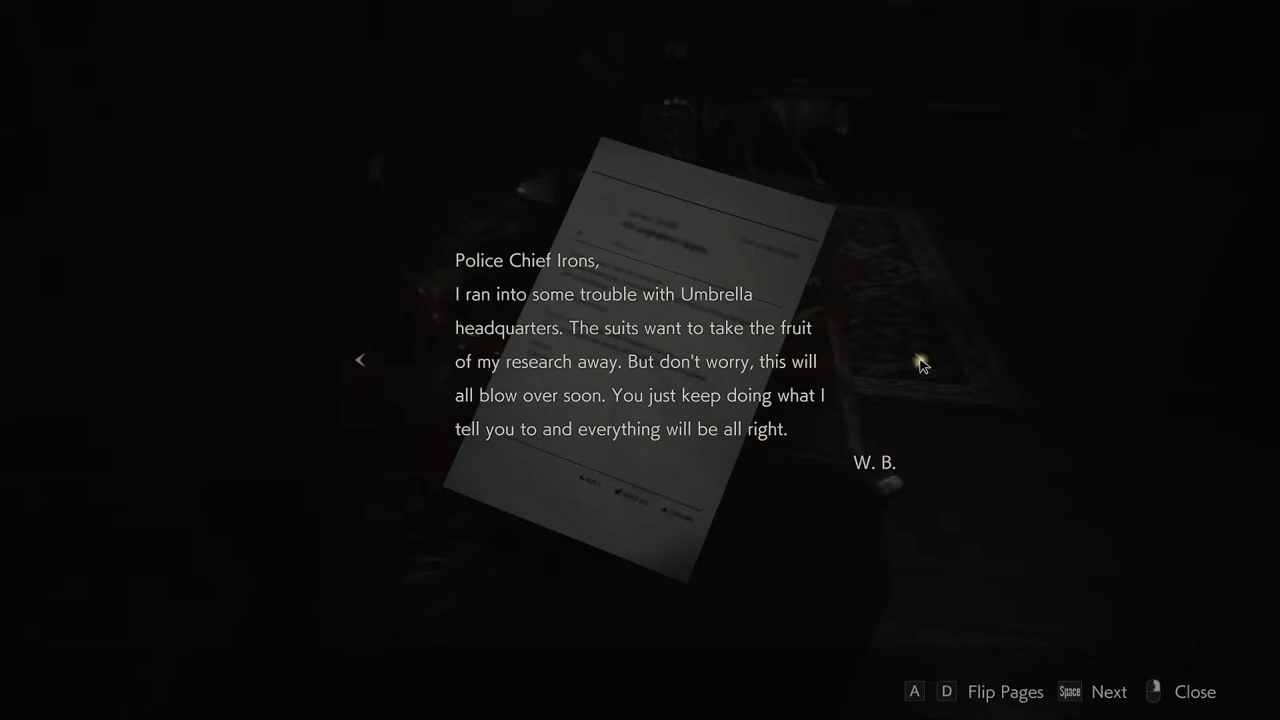 Police Chief Irons,
I ran into some trouble with Umbrella
headquarters. The suits want to take the fruit
of my research away. But don't worry, this will
all blow over soon. You just keep doing what I
tell you to and everything will be all right.
W. B.
A D Flip Pages Space Next Close